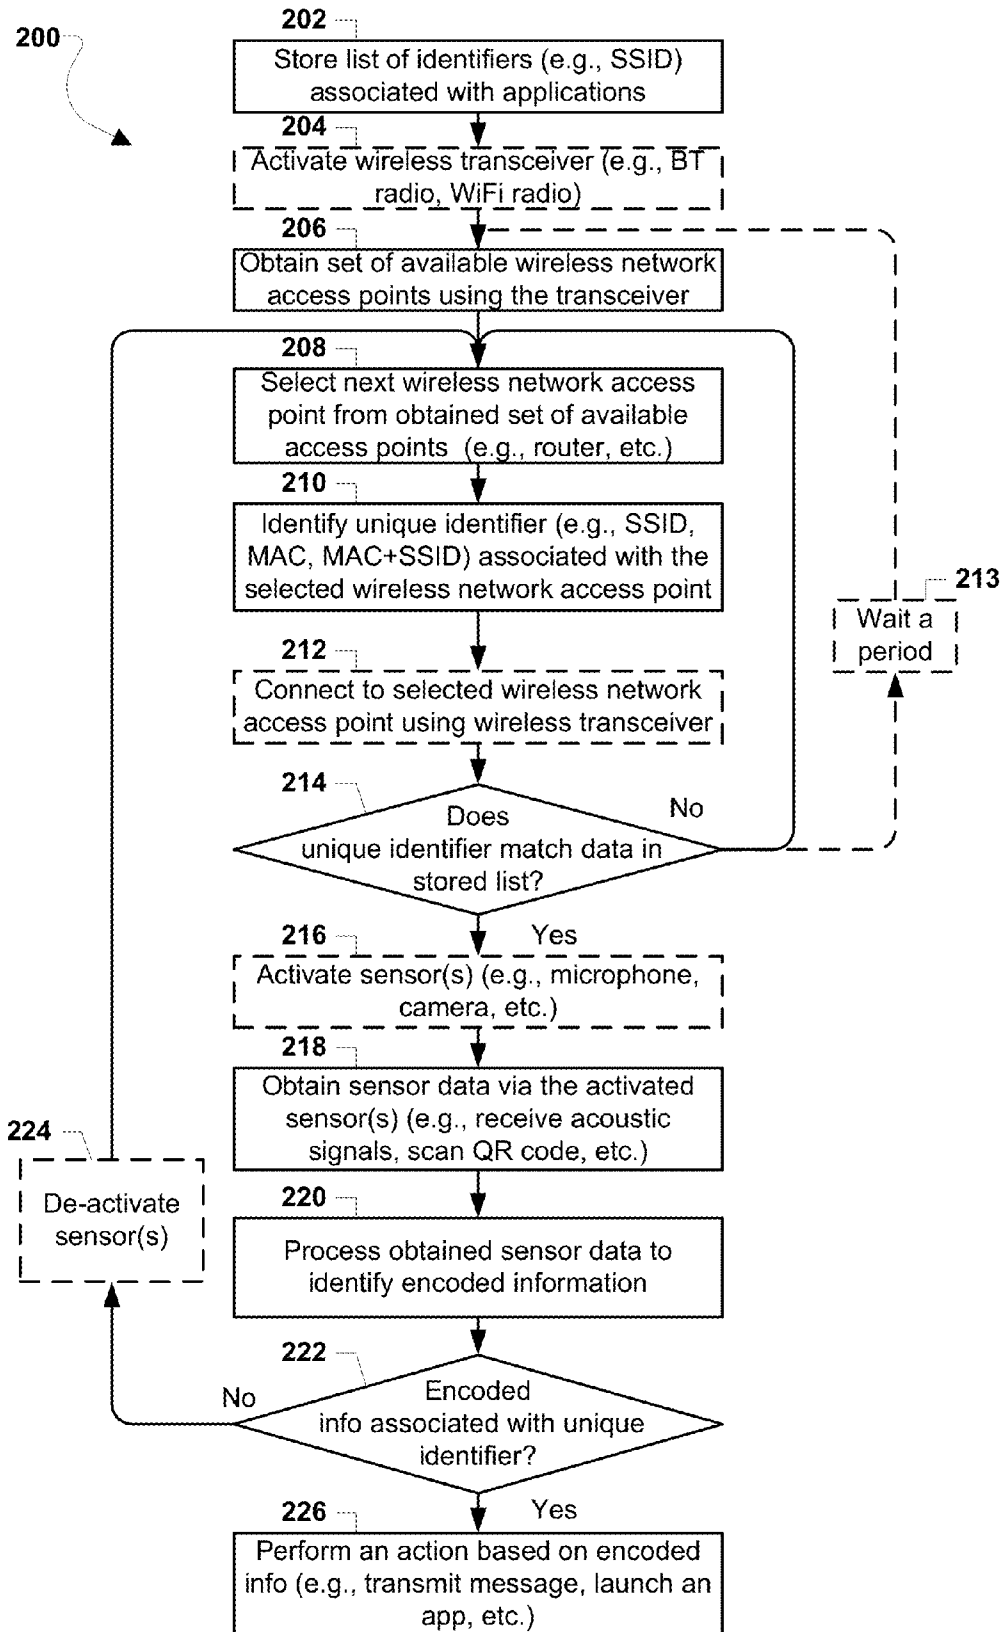 200
202
Store list of identifiers (e.g., SSID)
associated with applications
204
Activate wireless transceiver (e.g., BT
radio, WiFi radio)
206
Obtain set of available wireless network
access points using the transceiver
208
Select next wireless network access
point from obtained set of available
access points (e.g., router, etc.)
210
Identify unique identifier (e.g., SSID,
MAC, MAC+SSID) associated with the
selected wireless network access point
213
Wait a
period
212
Connect to selected wireless network
access point using wireless transceiver
214
No
Does
unique identifier match data in
stored list?
Yes
216
Activate sensor(s) (e.g., microphone,
camera, etc.)
218
Obtain sensor data via the activated
sensor(s) (e.g., receive acoustic
signals, scan QR code, etc.)
224
De-activate
sensor(s)
220
Process obtained sensor data to
identify encoded information
222
No
Encoded
info associated with unique
identifier?
Yes
226
Perform an action based on encoded
info (e.g., transmit message, launch an
app, etc.)